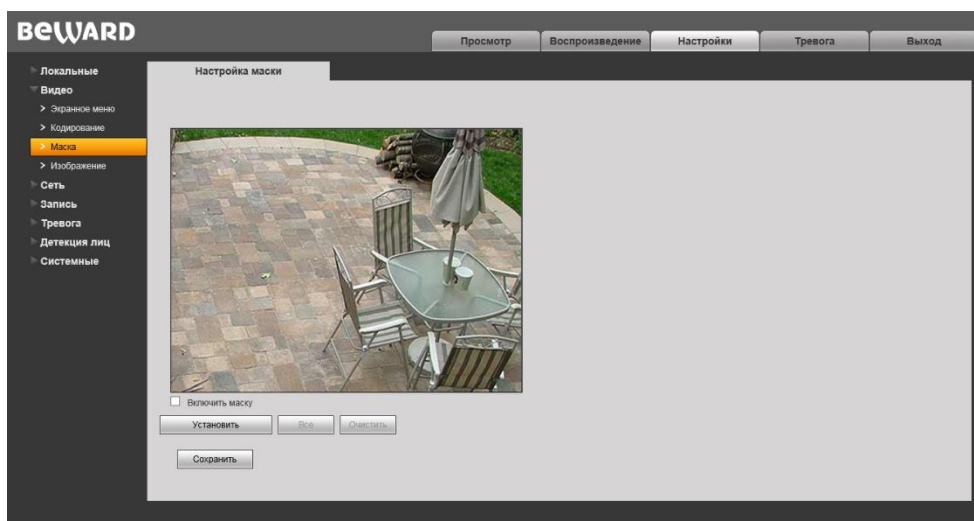 BEWARD
Просмотр
Воспроизведение
Настройки
Тревога
Выход
Локальные
Видео
> Экранное меню
> Кодирование
> Маска
> Изображение
Сеть
Запись
Тревога
Детекция лиц
Системные
Настройка маски
Включить маску
Установить
Все
Очистить
Сохранить